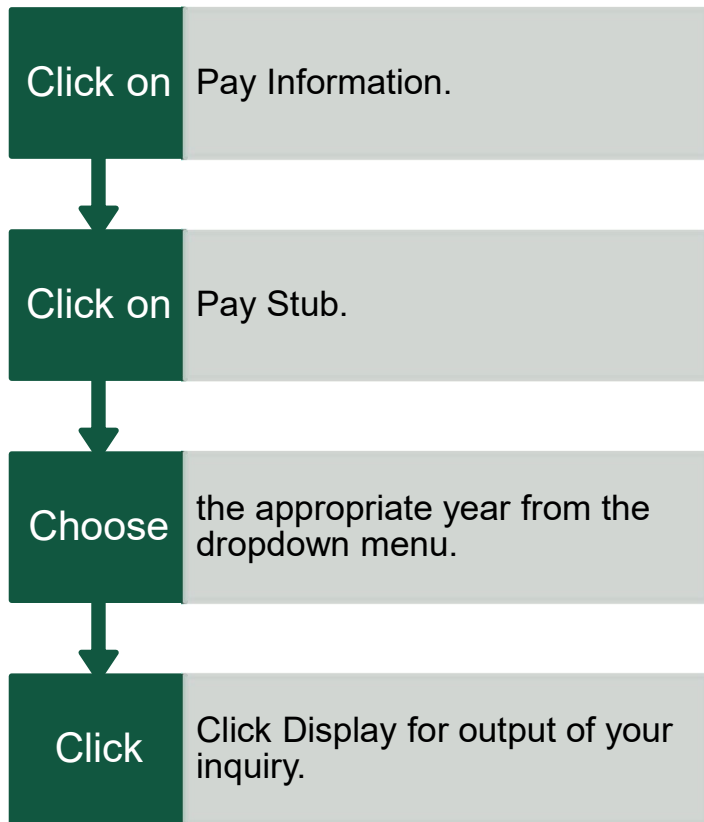 Click on
Pay Information.
Click on
Pay Stub.
Choose
the appropriate year from the
dropdown menu.
Click
Click Display for output of your
inquiry.